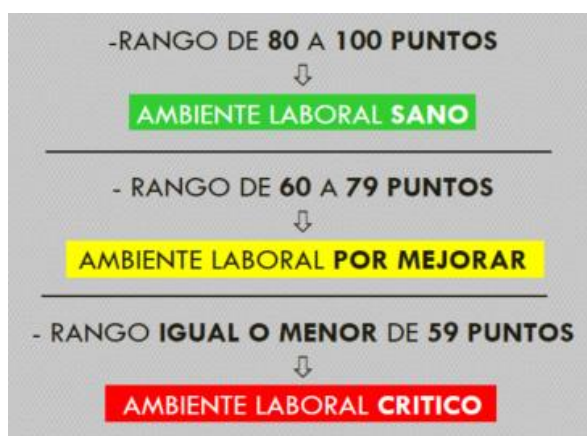 -RANGO DE 80 A 100 PUNTOS
AMBIENTE LABORAL SANO
- RANGO DE 60 A 79 PUNTOS
AMBIENTE LABORAL POR MEJORAR
- RANGO IGUAL O MENOR DE 59 PUNTOS
AMBIENTE LABORAL CRITICO